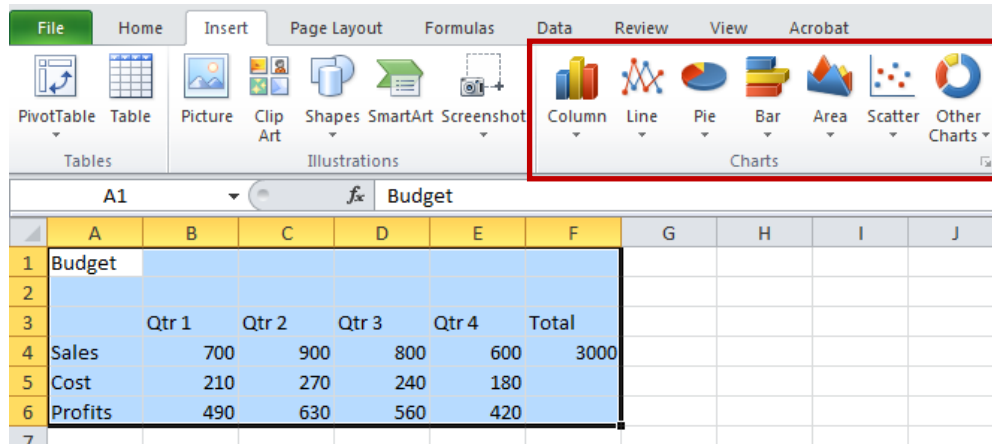 File Home Insert Page Layout Formulas Data Review View Acrobat
PivotTable Table Picture Clip Art Shapes SmartArt Screenshot Column Line Pie Bar Area Scatter Other Charts
Tables Illustrations Charts
A1 fx Budget
A B C D E F G H I J
1 Budget
2
3 Qtr 1 Qtr 2 Qtr 3 Qtr 4 Total
4 Sales 700 900 800 600 3000
5 Cost 210 270 240 180
6 Profits 490 630 560 420
7